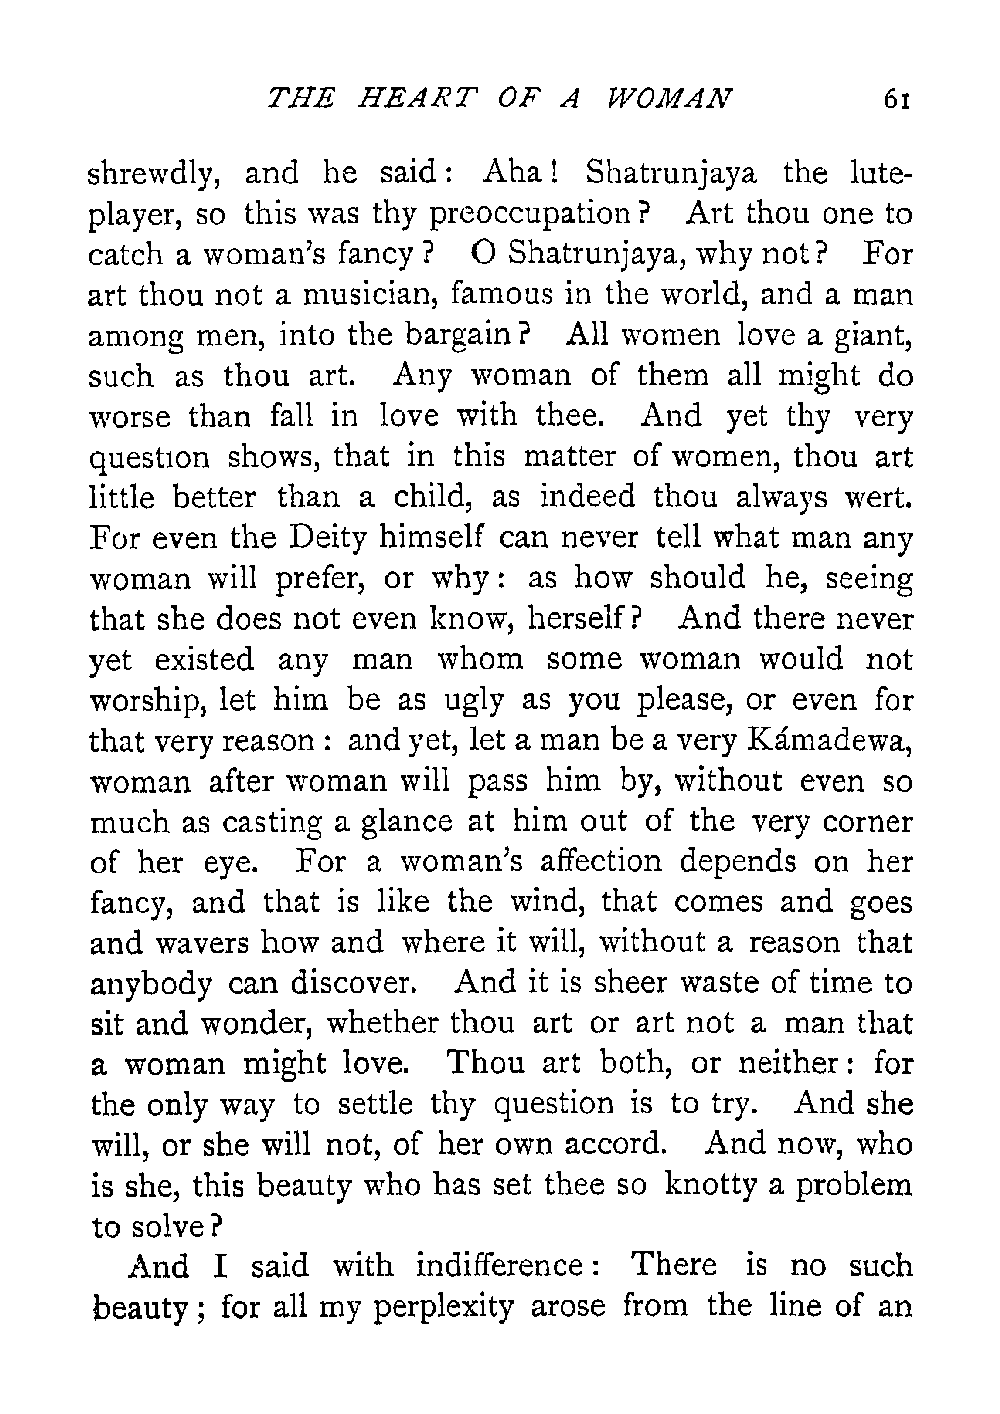 THE HEART OF A WOMAN 61
shrewdly, and he said: Aha! Shatrunjaya the lute-
player, so this was thy preoccupation? Art thou one to
catch a woman's fancy? O Shatrunjaya, why not? For
art thou not a musician, famous in the world, and a man
among men, into the bargain? All women love a giant,
such as thou art. Any woman of them all might do
worse than fall in love with thee. And yet thy very
question shows, that in this matter of women, thou art
little better than a child, as indeed thou always wert.
For even the Deity himself can never tell what man any
woman will prefer, or why: as how should he, seeing
that she does not even know, herself? And there never
yet existed any man whom some woman would not
worship, let him be as ugly as you please, or even for
that very reason: and yet, let a man be a very Kámadewa,
woman after woman will pass him by, without even so
much as casting a glance at him out of the very corner
of her eye. For a woman's affection depends on her
fancy, and that is like the wind, that comes and goes
and wavers how and where it will, without a reason that
anybody can discover. And it is sheer waste of time to
sit and wonder, whether thou art or art not a man that
a woman might love. Thou art both, or neither: for
the only way to settle thy question is to try. And she
will, or she will not, of her own accord. And now, who
is she, this beauty who has set thee so knotty a problem
to solve?
And I said with indifference: There is no such
beauty; for all my perplexity arose from the line of an